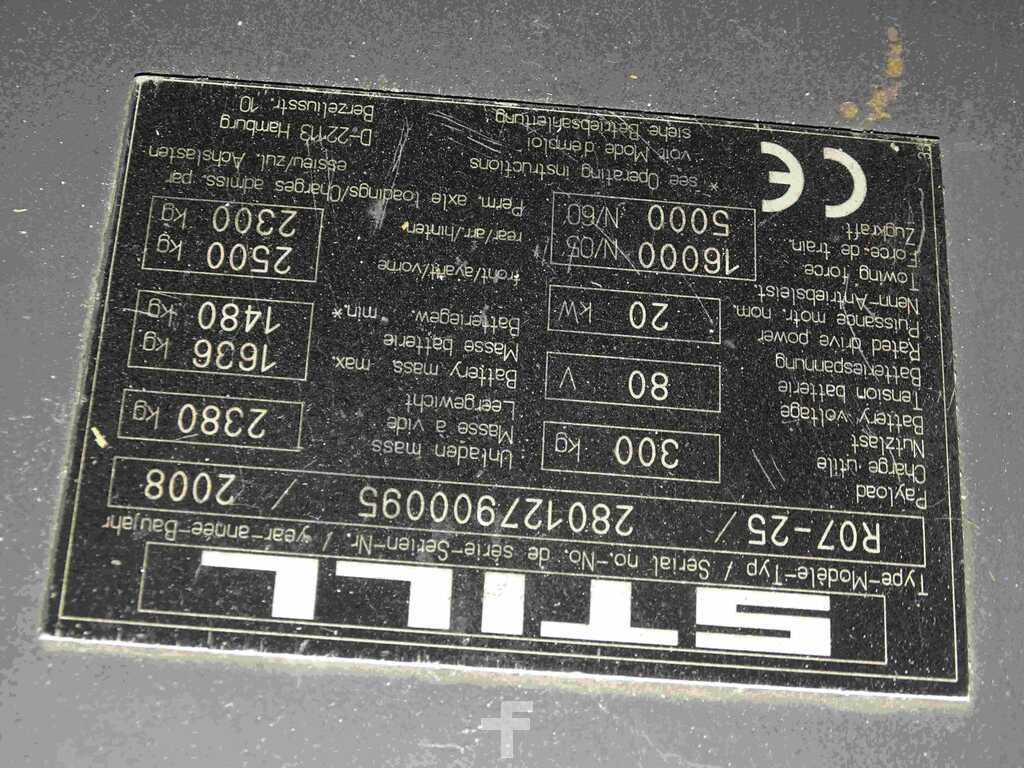 STILL
Type-Modèle-Typ / Serial no.-No. de série-Serien-Nr. / year-année-Baujahr
R07-25 / 280127900095 / 2008
Payload
Charge utile
Nutzlast
300 kg
Unladen mass
Masse à vide
Leergewicht
2380 kg
Battery voltage
Tension batterie
Batteriespannung
80 V
Battery mass max.
Masse batterie
Batteriegew. min.*
1636 kg
1480 kg
Rated drive power
Puissance motr. nom.
Nenn-Antriebsleist.
20 kW
front/avant/vorne
rear/arr./hinten
2500 kg
2300 kg
Towing force
Force de train.
Zugkraft
16000 N/05
5000 N/60
Perm. axle loadings/Charges admiss. par
essieu/zul. Achslasten
CE
* see Operating instructions
voir Mode démploi
siehe Betriebsanleitung
D-22113 Hamburg
Berzeliusstr. 10